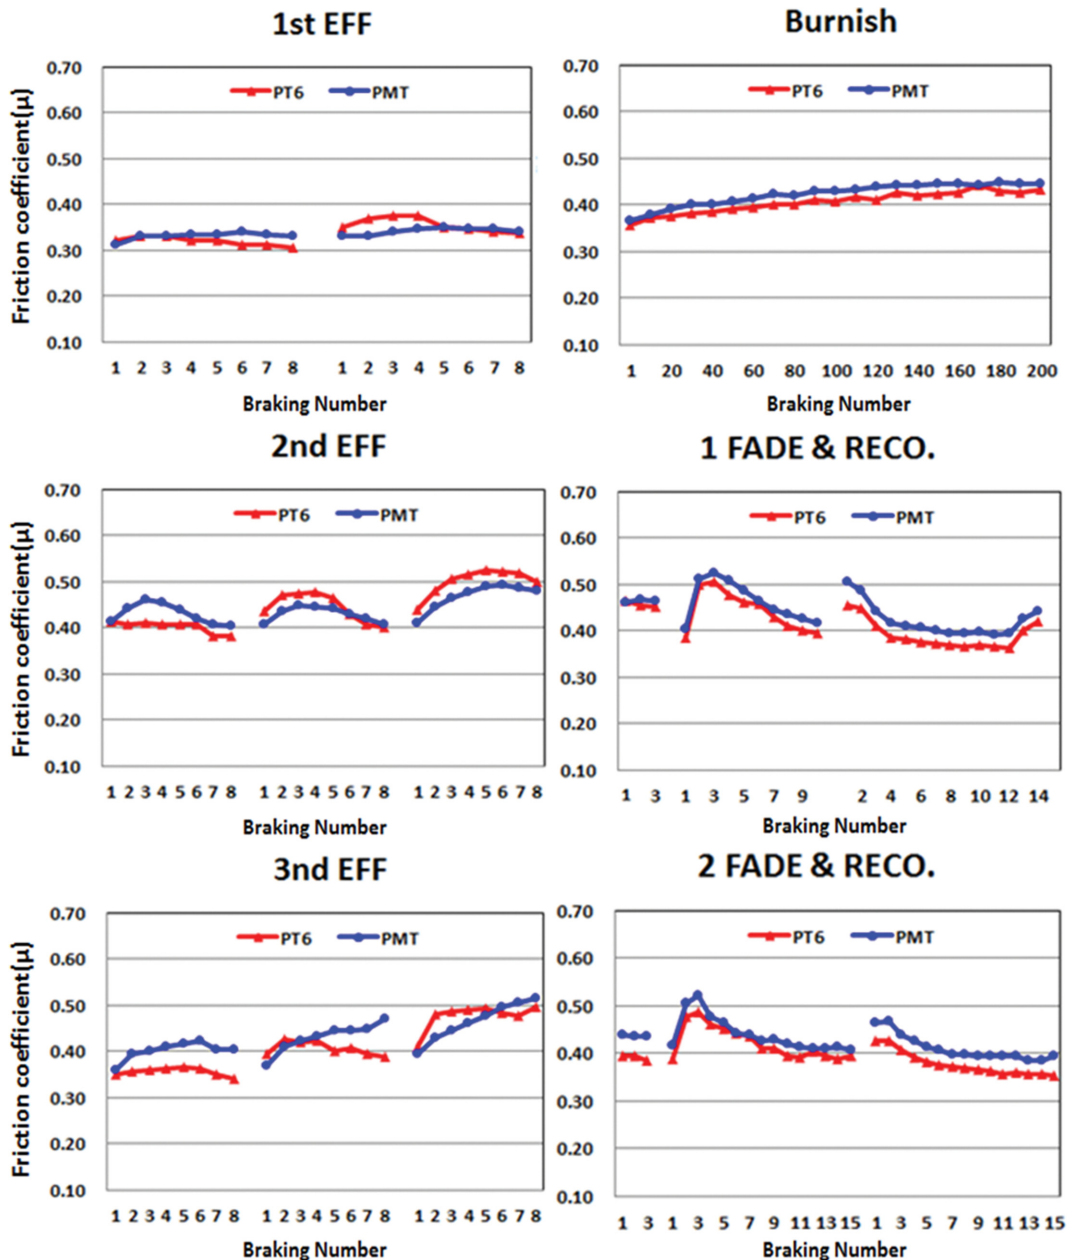 1st EFF
Friction coefficient(μ)
0.70
0.60
0.50
0.40
0.30
0.20
0.10
PT6 PMT
1 2 3 4 5 6 7 8 1 2 3 4 5 6 7 8
Braking Number
Burnish
0.70
0.60
0.50
0.40
0.30
0.20
0.10
PT6 PMT
1 20 40 60 80 100 120 140 160 180 200
Braking Number
2nd EFF
Friction coefficient(μ)
0.70
0.60
0.50
0.40
0.30
0.20
0.10
PT6 PMT
1 2 3 4 5 6 7 8 1 2 3 4 5 6 7 8 1 2 3 4 5 6 7 8
Braking Number
1 FADE & RECO.
0.70
0.60
0.50
0.40
0.30
0.20
0.10
PT6 PMT
1 3 1 3 5 7 9 2 4 6 8 10 12 14
Braking Number
3nd EFF
Friction coefficient(μ)
0.70
0.60
0.50
0.40
0.30
0.20
0.10
PT6 PMT
1 2 3 4 5 6 7 8 1 2 3 4 5 6 7 8 1 2 3 4 5 6 7 8
Braking Number
2 FADE & RECO.
0.70
0.60
0.50
0.40
0.30
0.20
0.10
PT6 PMT
1 3 1 3 5 7 9 11 13 15 1 3 5 7 9 11 13 15
Braking Number